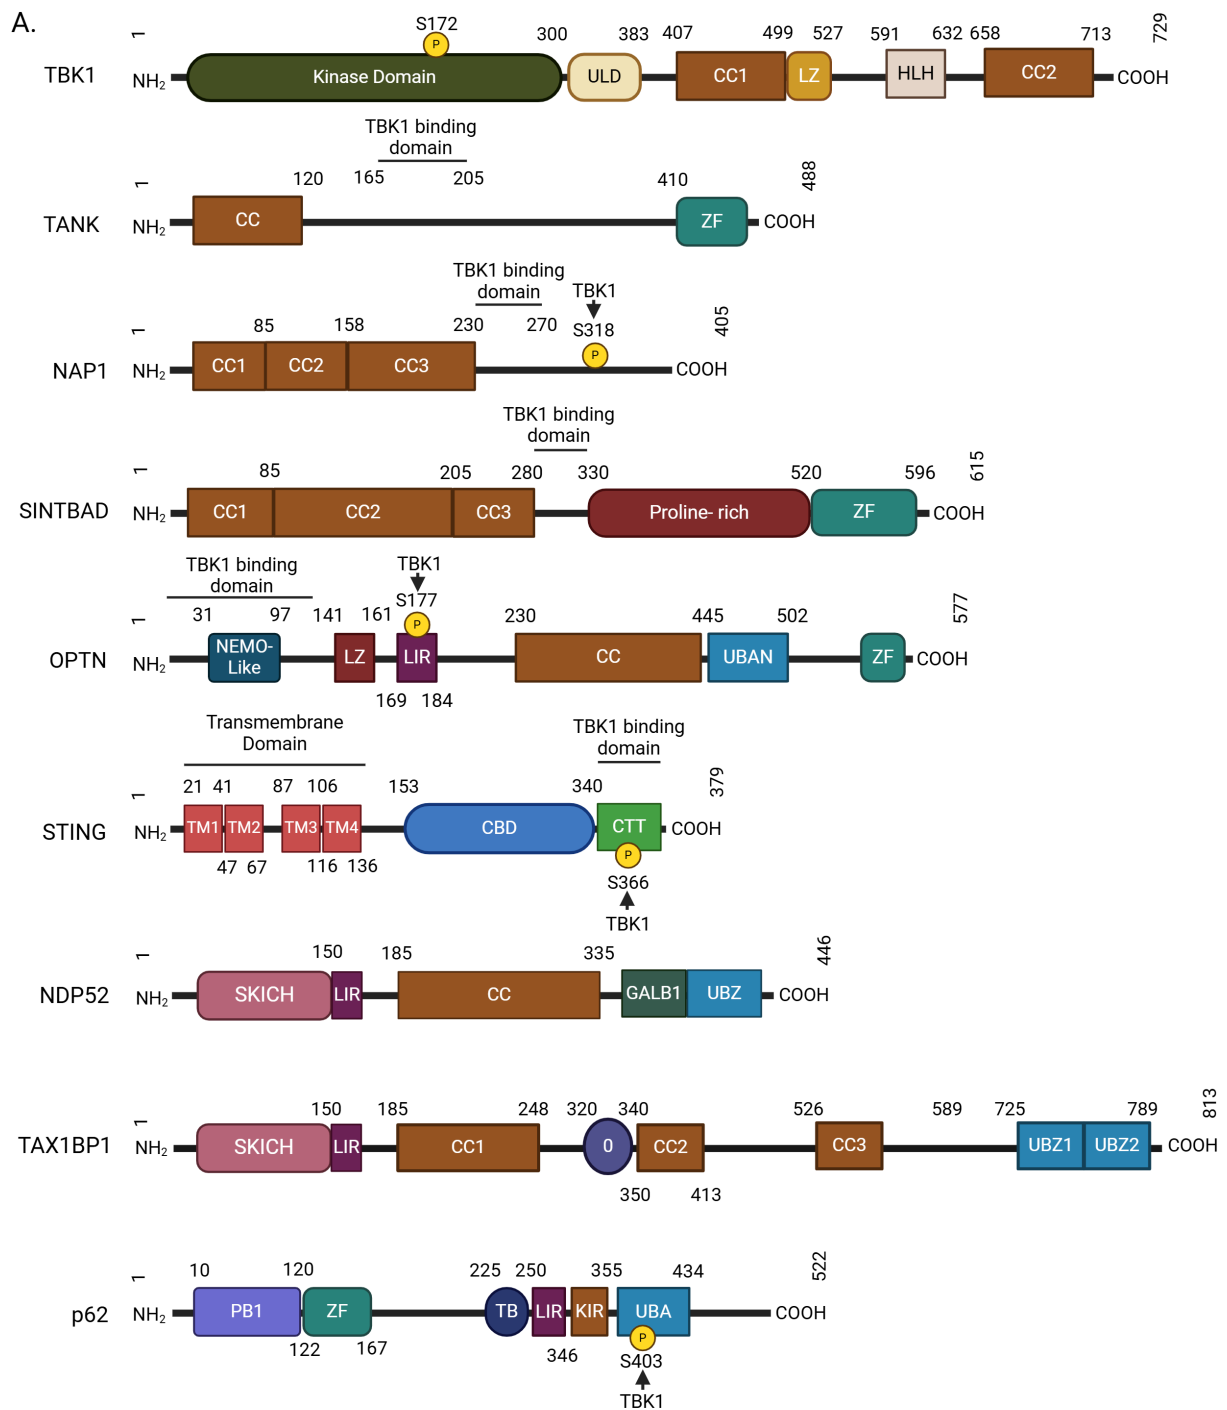 A.
S172
P
1 300 383 407 499 527 591 632 658 713 729
TBK1 NH2 Kinase Domain ULD CC1 LZ HLH CC2 COOH
TBK1 binding
domain
1 120 165 205 410 488
TANK NH2 CC ZF COOH
TBK1 binding
domain
TBK1
1 85 158 230 270 S318 405
P
NAP1 NH2 CC1 CC2 CC3 COOH
TBK1 binding
domain
1 85 205 280 330 520 596 615
SINTBAD NH2 CC1 CC2 CC3 Proline- rich ZF COOH
TBK1 binding
domain
TBK1
S177
1 31 97 141 161 230 445 502 577
P
OPTN NH2 NEMO-
Like
LZ LIR CC UBAN ZF COOH
169 184
Transmembrane
Domain
TBK1 binding
domain
1 21 41 87 106 153 340 379
STING NH2 TM1 TM2 TM3 TM4 CBD CTT COOH
P
47 67 116 136
S366
TBK1
1 150 185 335 446
NDP52 NH2 SKICH LIR CC GALB1 UBZ COOH
1 150 185 248 320 340 526 589 725 789 813
TAX1BP1 NH2 SKICH LIR CC1 0 CC2 CC3 UBZ1 UBZ2 COOH
350 413
1 10 120 225 250 355 434 522
p62 NH2 PB1 ZF TB LIR KIR UBA COOH
P
122 167 346
S403
TBK1